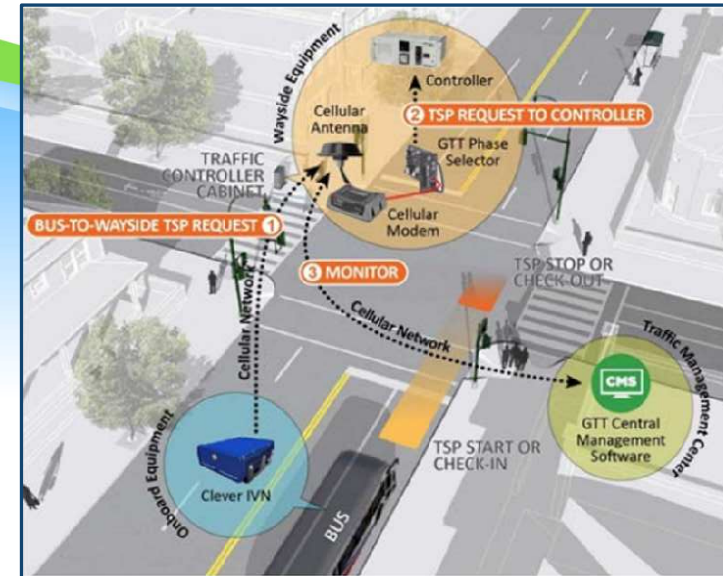 Wayside Equipment
Controller
Cellular
Antenna
② TSP REQUEST TO CONTROLLER
GTT Phase
Selector
TRAFFIC
CONTROLLER
CABINET
Cellular
Modem
BUS-TO-WAYSIDE TSP REQUEST ①
③ MONITOR
TSP STOP OR
CHECK-OUT
Cellular Network
Cellular Network
Traffic Management Center
CMS
GTT Central
Management
Software
TSP START OR
CHECK-IN
Onboard Equipment
Clever IVN
BUS